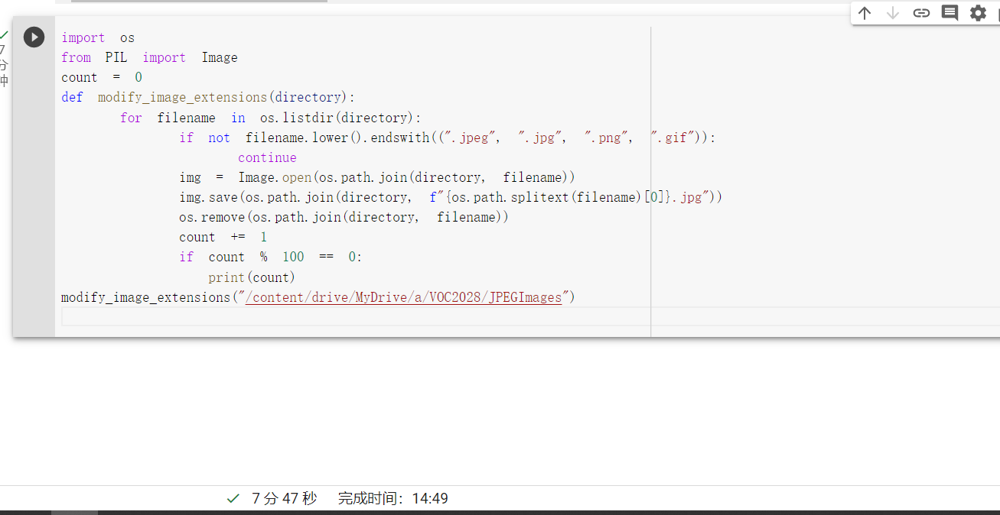 7
分
钟
import os
from PIL import Image
count = 0
def modify_image_extensions(directory):
for filename in os.listdir(directory):
if not filename.lower().endswith((".jpeg", ".jpg", ".png", ".gif")):
continue
img = Image.open(os.path.join(directory, filename))
img.save(os.path.join(directory, f"{os.path.splitext(filename)[0]}.jpg"))
os.remove(os.path.join(directory, filename))
count += 1
if count % 100 == 0:
print(count)
modify_image_extensions("/content/drive/MyDrive/a/VOC2028/JPEGImages")
7 分 47 秒 完成时间：14:49